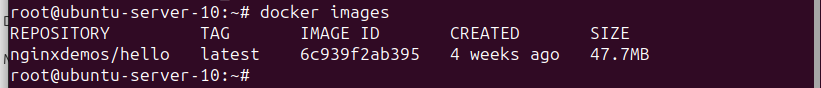 root@ubuntu-server-10:~# docker images
REPOSITORY TAG IMAGE ID CREATED SIZE
nginxdemos/hello latest 6c939f2ab395 4 weeks ago 47.7MB
root@ubuntu-server-10:~#